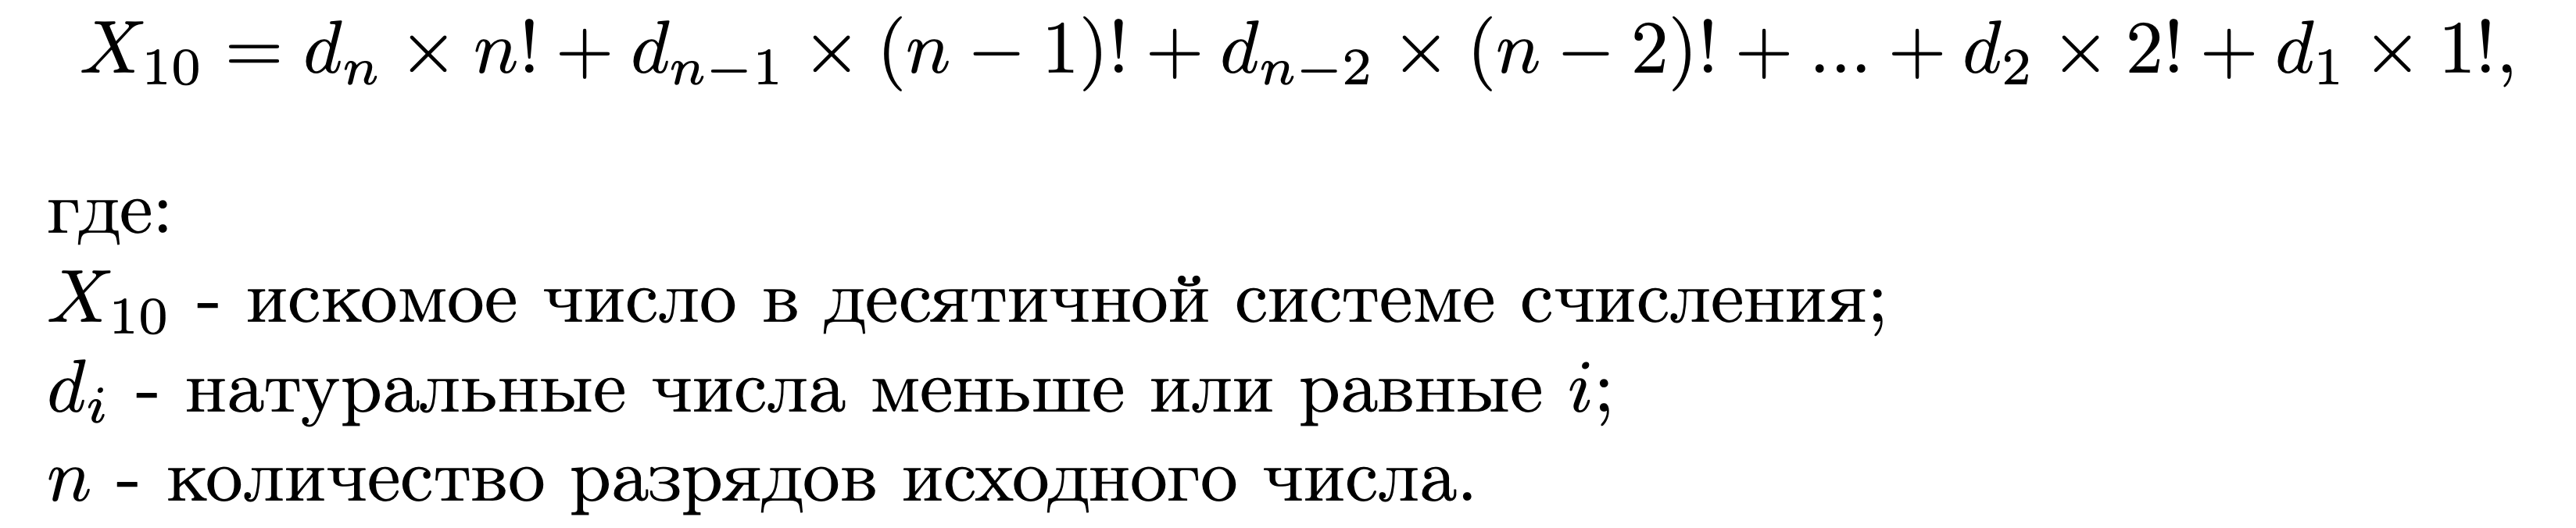 X₁₀ = dₙ × n! + dₙ₋₁ × (n − 1)! + dₙ₋₂ × (n − 2)! + ... + d₂ × 2! + d₁ × 1!,
где:
X₁₀ - искомое число в десятичной системе счисления;
dᵢ - натуральные числа меньше или равные i;
n - количество разрядов исходного числа.